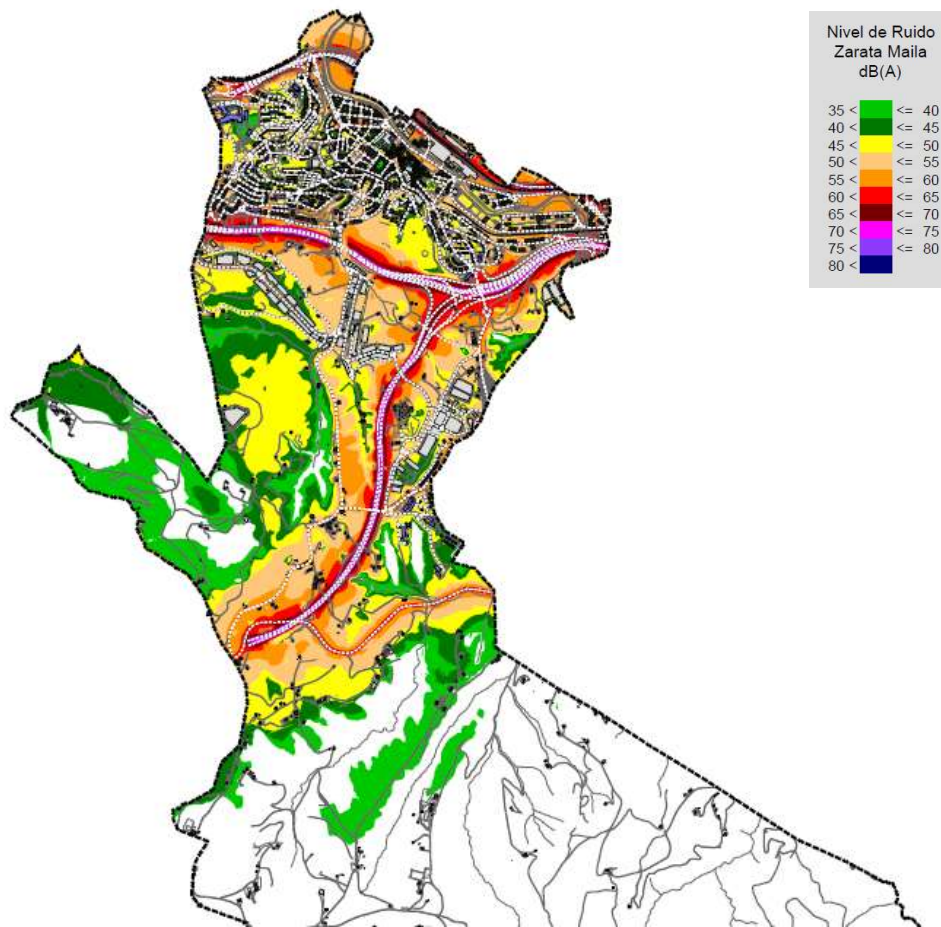 Nivel de Ruido
Zarata Maila
dB(A)
35 < <= 40
40 < <= 45
45 < <= 50
50 < <= 55
55 < <= 60
60 < <= 65
65 < <= 70
70 < <= 75
75 < <= 80
80 <